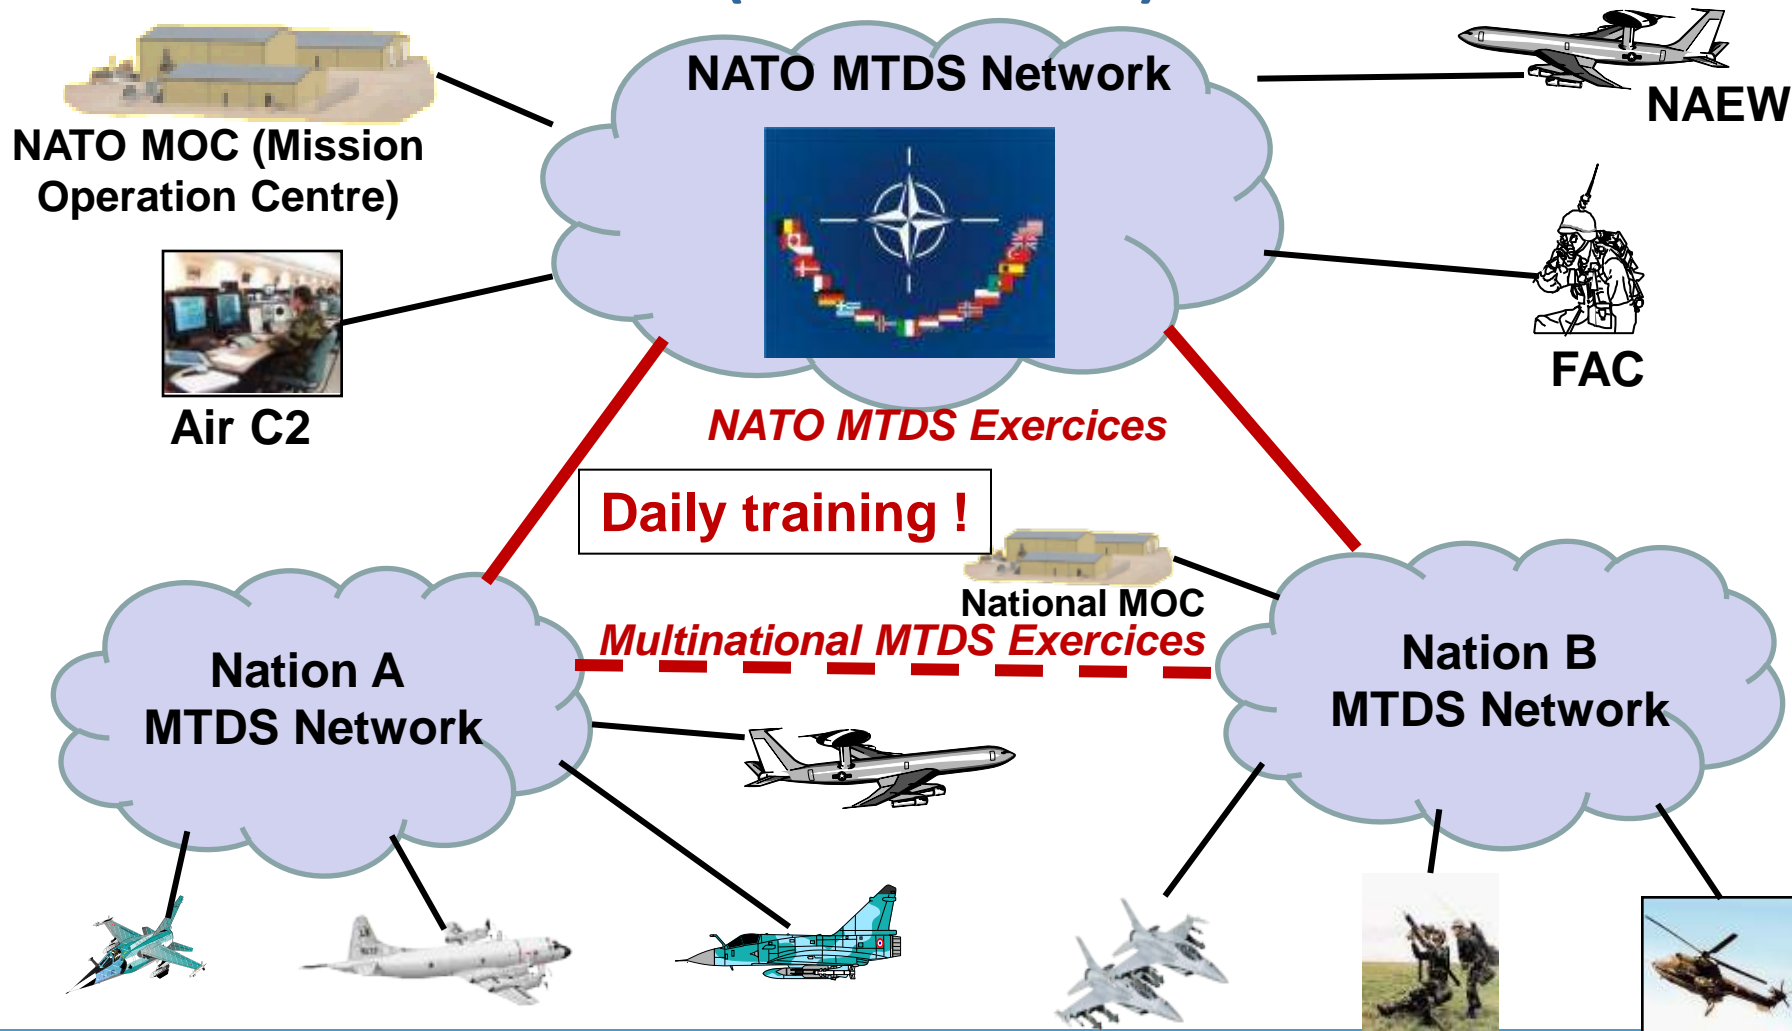 NATO MTDS Network
NAEW
NATO MOC (Mission
Operation Centre)
FAC
Air C2
NATO MTDS Exercices
Daily training !
National MOC
Multinational MTDS Exercices
Nation A
MTDS Network
Nation B
MTDS Network